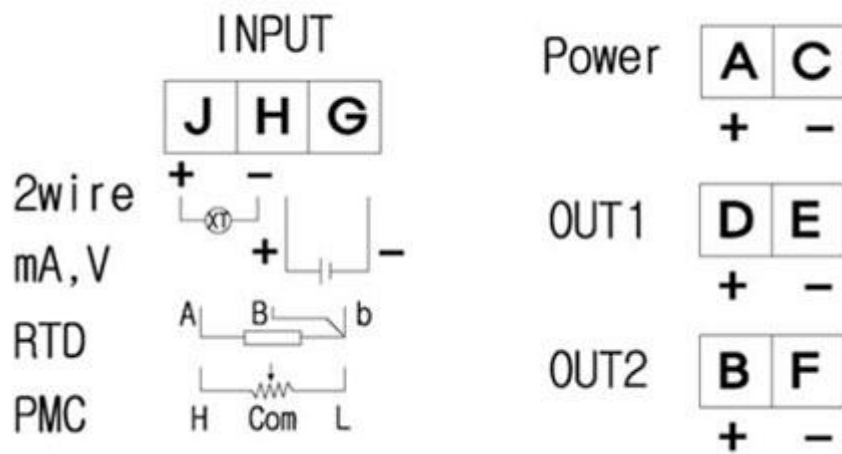 INPUT
J H G
+ −
2wire
XT
mA,V
+ −
RTD
A B b
PMC
H Com L
Power
A C
+ −
OUT1
D E
+ −
OUT2
B F
+ −